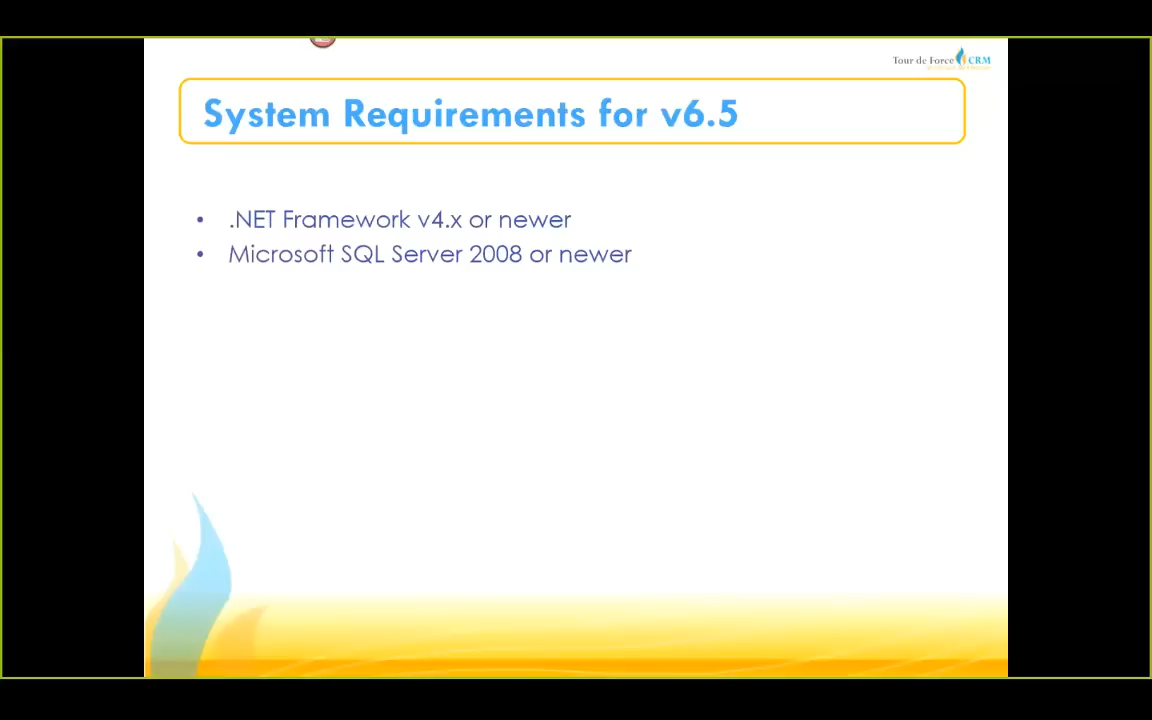 Tour de Force CRM
System Requirements for v6.5
• .NET Framework v4.x or newer
• Microsoft SQL Server 2008 or newer